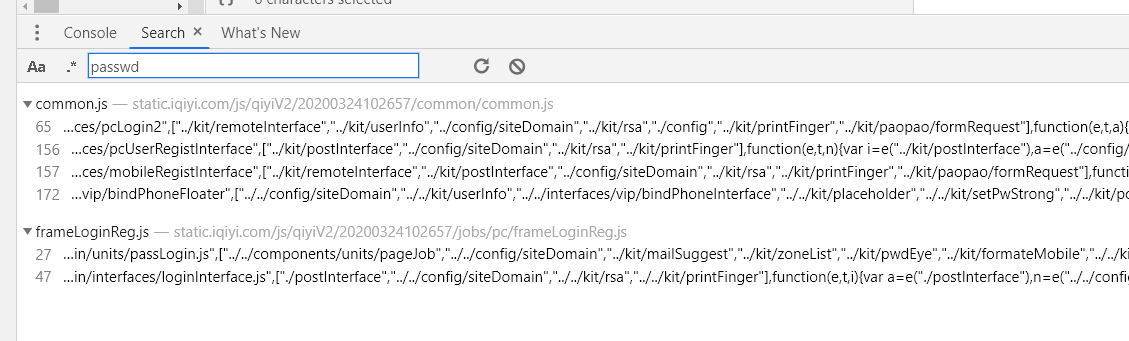 { } 0 characters selected
Console Search × What's New
Aa .* passwd
common.js — static.iqiyi.com/js/qiyiV2/20200324102657/common/common.js
65 ...ces/pcLogin2",["../kit/remoteInterface","../kit/userInfo","../config/siteDomain","../kit/rsa","./config","../kit/printFinger","../kit/paopao/formRequest"],function(e,t,a){
156 ...ces/pcUserRegistInterface",["../kit/postInterface","../config/siteDomain","../kit/rsa","../kit/printFinger"],function(e,t,n){var i=e("../kit/postInterface"),a=e("../config/
157 ...ces/mobileRegistInterface",["../kit/remoteInterface","../kit/postInterface","../config/siteDomain","../kit/rsa","../kit/printFinger","../kit/paopao/formRequest"],functi
172 ...vip/bindPhoneFloater",["../../config/siteDomain","../../kit/userInfo","../../interfaces/vip/bindPhoneInterface","../../kit/placeholder","../../kit/setPwStrong","../../kit/pc
frameLoginReg.js — static.iqiyi.com/js/qiyiV2/20200324102657/jobs/pc/frameLoginReg.js
27 ...in/units/passLogin.js",["../../components/units/pageJob","../../config/siteDomain","../kit/mailSuggest","../kit/zoneList","../kit/pwdEye","../kit/formateMobile","../../ki
47 ...in/interfaces/loginInterface.js",["./postInterface","../../config/siteDomain","../../kit/rsa","../../kit/printFinger"],function(e,t,i){var a=e("./postInterface"),n=e("../../confi